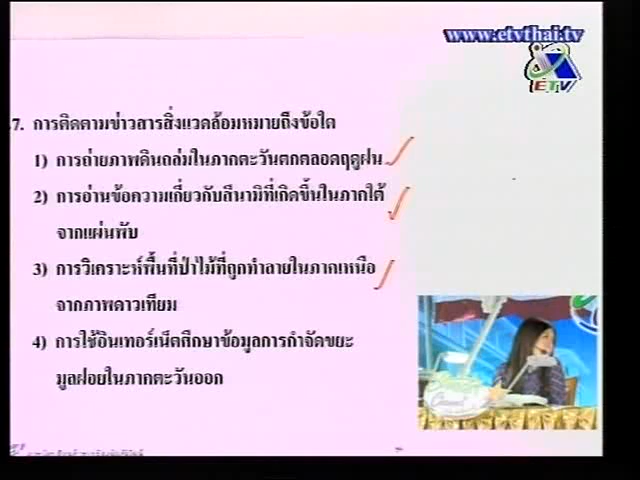 www.etvthai.tv
ETV
7. การติดตามข่าวสารสิ่งแวดล้อมหมายถึงข้อใด
1) การถ่ายภาพดินถล่มในภาคตะวันตกตลอดฤดูฝน
2) การอ่านข้อความเกี่ยวกับสึนามิที่เกิดขึ้นในภาคใต้
จากแผ่นพับ
3) การวิเคราะห์พื้นที่ป่าไม้ที่ถูกทำลายในภาคเหนือ
จากภาพดาวเทียม
4) การใช้อินเทอร์เน็ตศึกษาข้อมูลการกำจัดขยะ
มูลฝอยในภาคตะวันออก
Channel